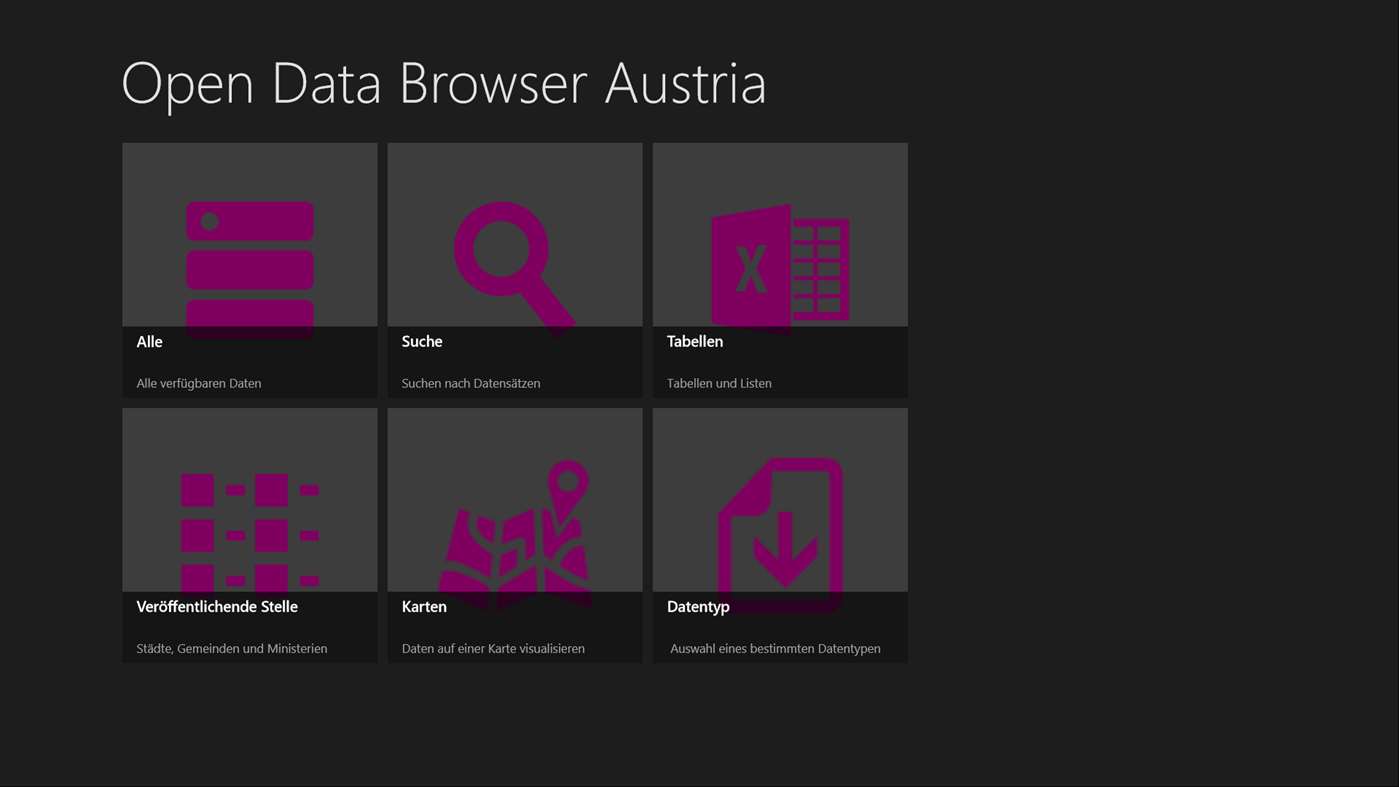 Open Data Browser Austria
Alle
Alle verfügbaren Daten
Suche
Suchen nach Datensätzen
X
Tabellen
Tabellen und Listen
Veröffentlichende Stelle
Städte, Gemeinden und Ministerien
Karten
Daten auf einer Karte visualisieren
Datentyp
Auswahl eines bestimmten Datentypen